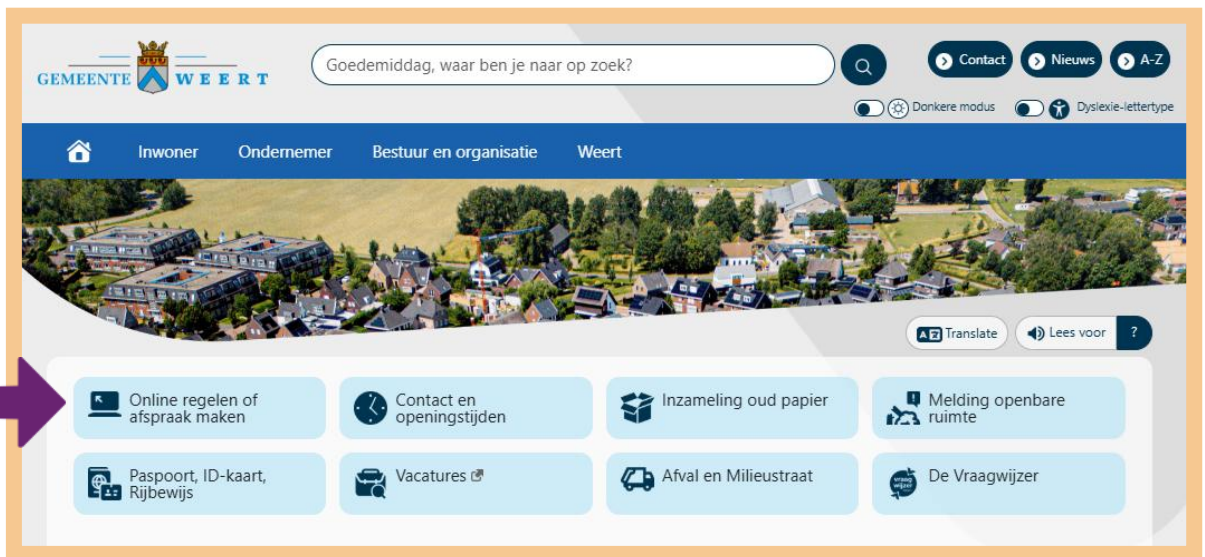 GEMEENTE WEERT
Goedemiddag, waar ben je naar op zoek?
Contact
Nieuws
A-Z
Donkere modus
Dyslexie-lettertype
Inwoner
Ondernemer
Bestuur en organisatie
Weert
Translate
Lees voor
?
Online regelen of
afspraak maken
Contact en
openingstijden
Inzameling oud papier
Melding openbare
ruimte
Paspoort, ID-kaart,
Rijbewijs
Vacatures
Afval en Milieustraat
vraag
wijzer
De Vraagwijzer